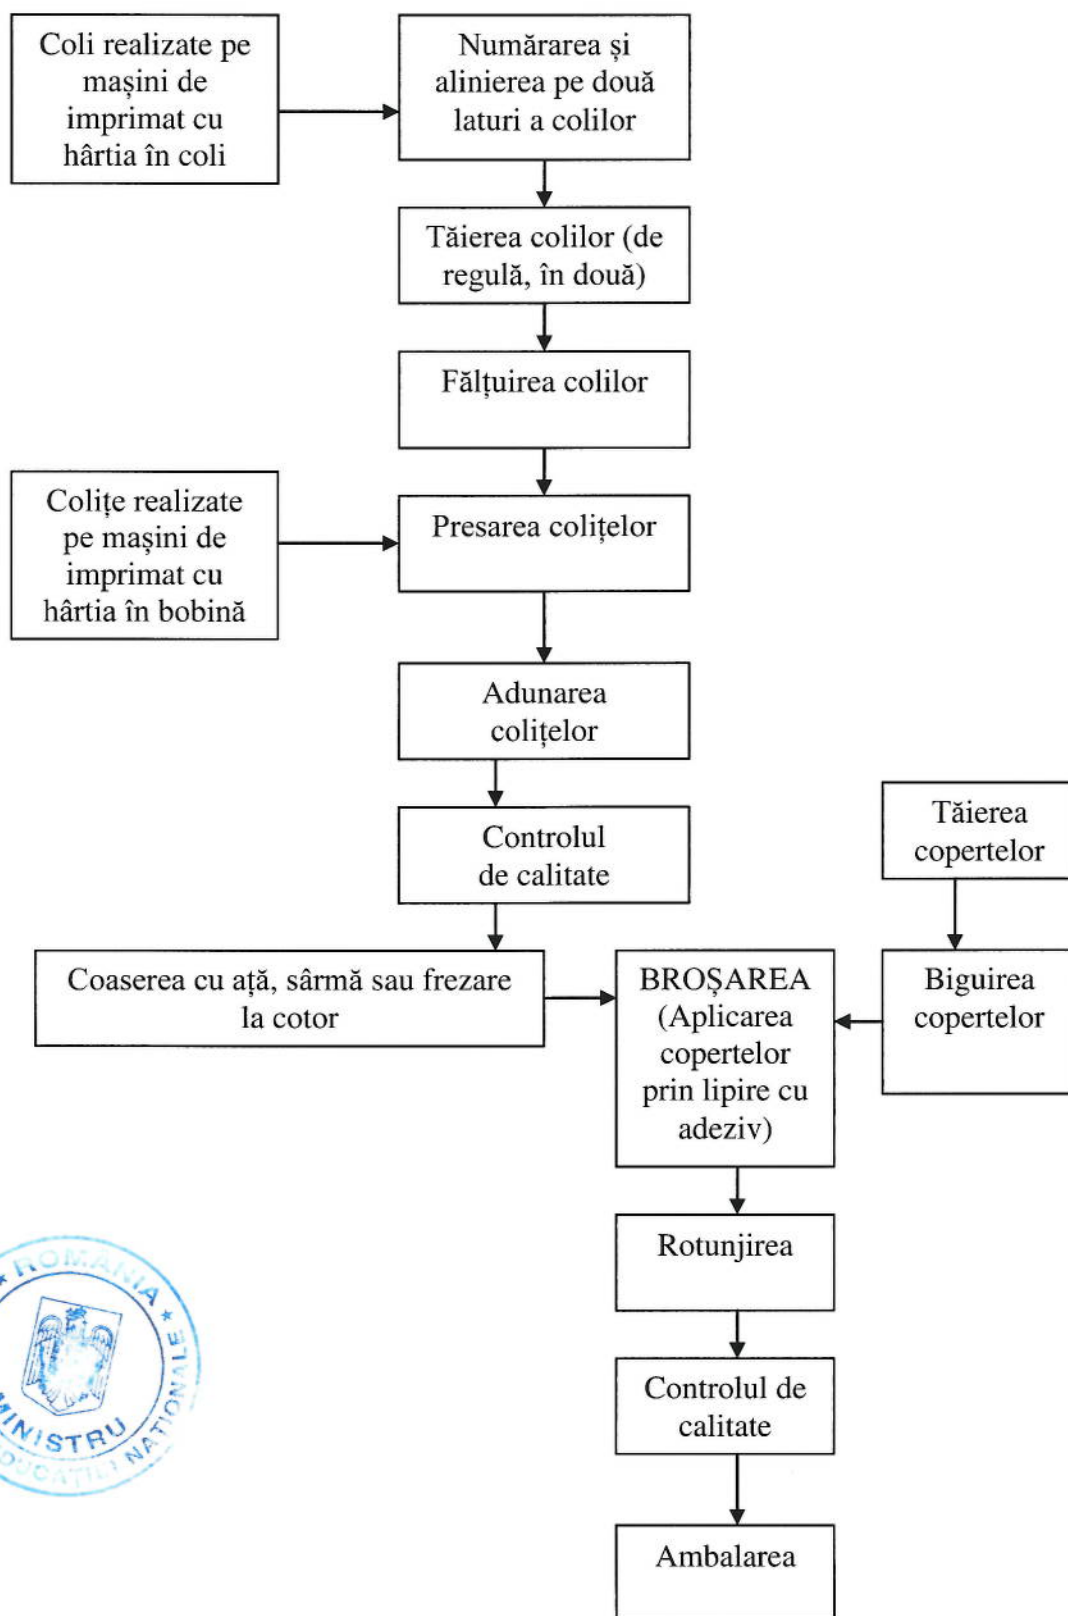 Coli realizate pe
mașini de
imprimat cu
hârtia în coli
Numărarea și
alinierea pe două
laturi a colilor
Tăierea colilor (de
regulă, în două)
Fălțuirea colilor
Colițe realizate
pe mașini de
imprimat cu
hârtia în bobină
Presarea colițelor
Adunarea
colițelor
Controlul
de calitate
Tăierea
copertelor
Coaserea cu ață, sârmă sau frezare
la cotor
BROȘAREA
(Aplicarea
copertelor
prin lipire cu
adeziv)
Biguirea
copertelor
Rotunjirea
Controlul de
calitate
Ambalarea
ROMÂNIA
MINISTRU
EDUCAȚIEI NAȚIONALE